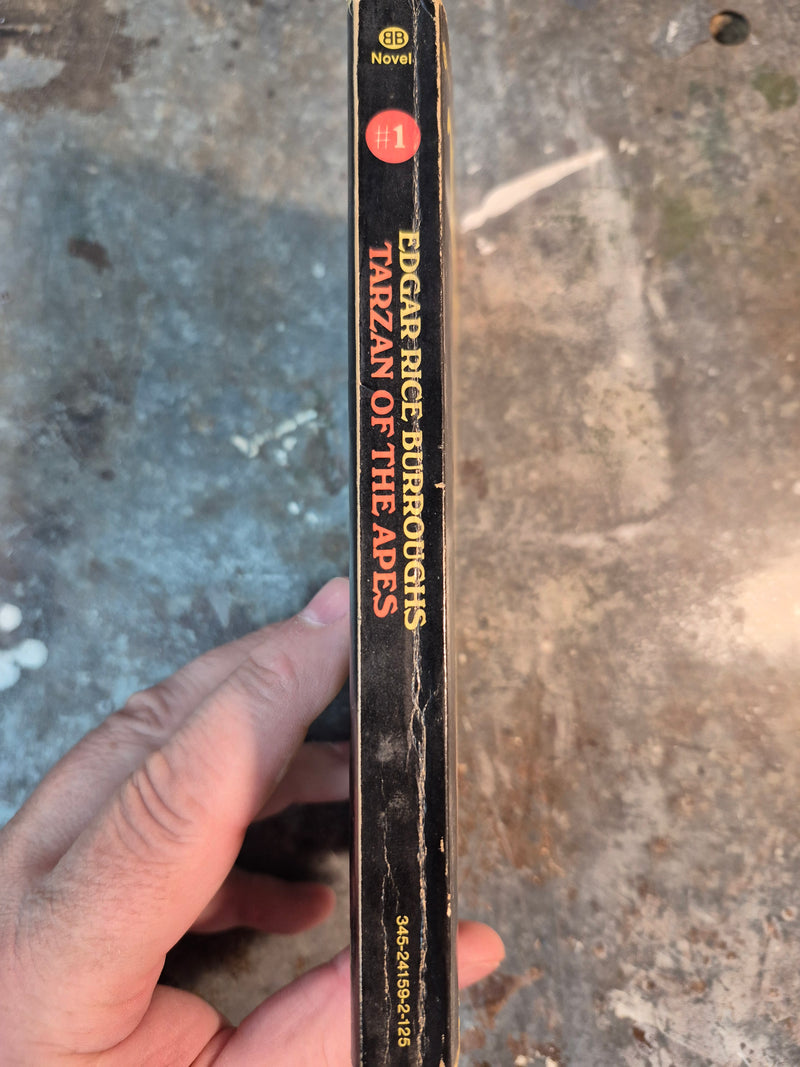 BB
Novel
#1
EDGAR RICE BURROUGHS
TARZAN OF THE APES
345-24159-2-125